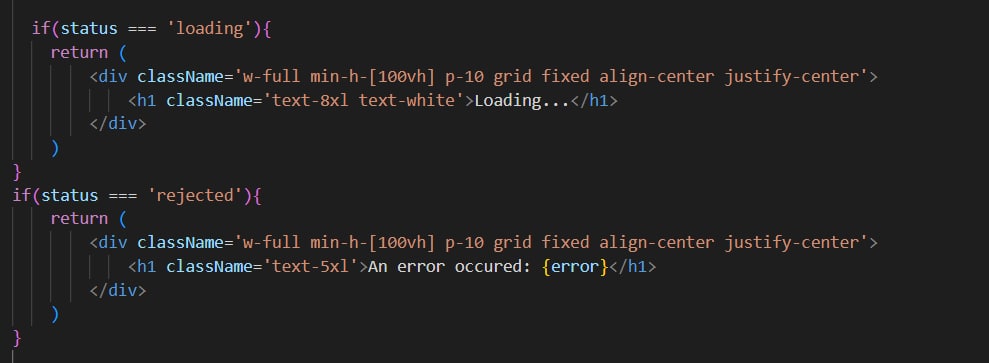 if(status === 'loading'){
return (
<div className='w-full min-h-[100vh] p-10 grid fixed align-center justify-center'>
<h1 className='text-8xl text-white'>Loading...</h1>
</div>
)
}
if(status === 'rejected'){
return (
<div className='w-full min-h-[100vh] p-10 grid fixed align-center justify-center'>
<h1 className='text-5xl'>An error occured: {error}</h1>
</div>
)
}